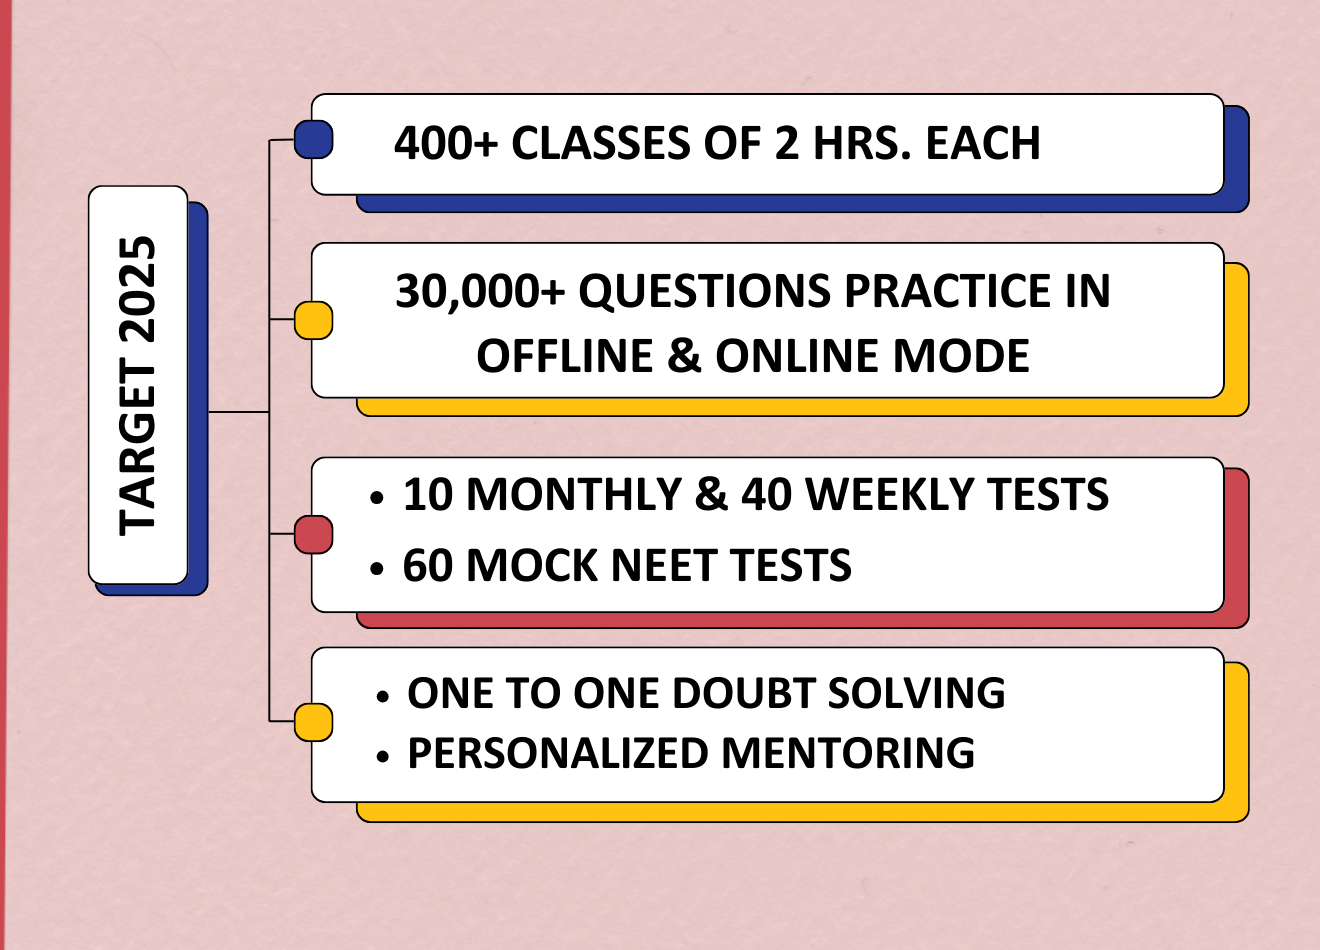 TARGET 2025
400+ CLASSES OF 2 HRS. EACH
30,000+ QUESTIONS PRACTICE IN
OFFLINE & ONLINE MODE
• 10 MONTHLY & 40 WEEKLY TESTS
• 60 MOCK NEET TESTS
• ONE TO ONE DOUBT SOLVING
• PERSONALIZED MENTORING